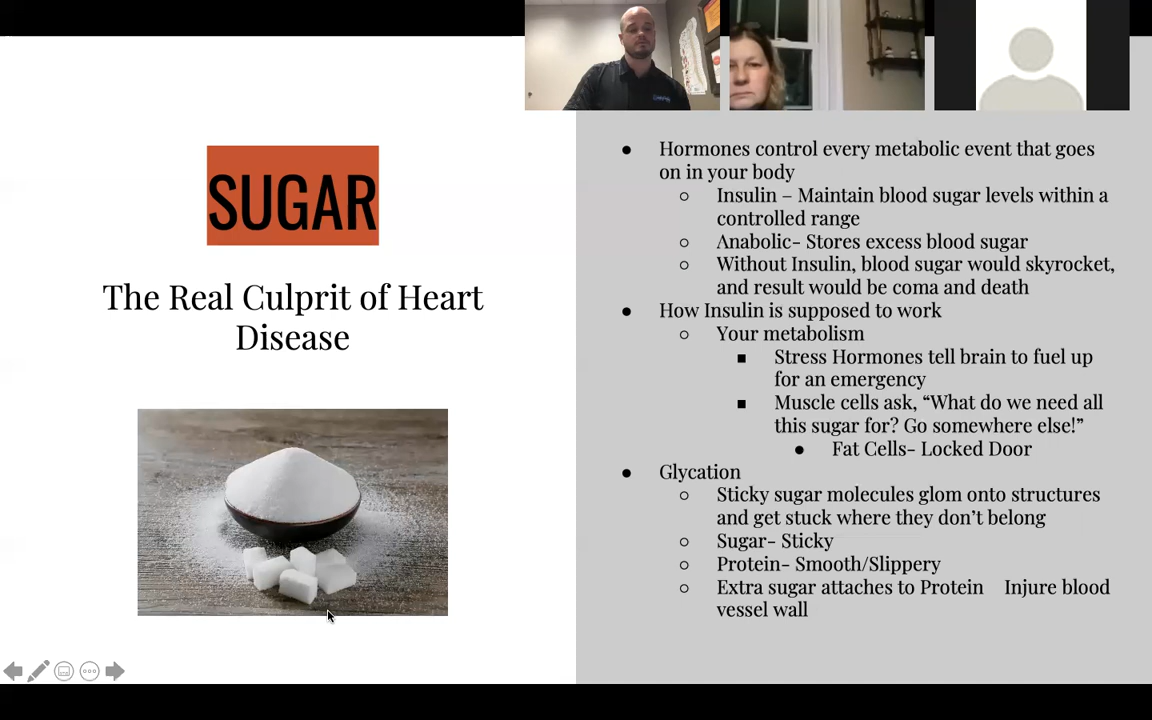 SUGAR
The Real Culprit of Heart
Disease
● Hormones control every metabolic event that goes
on in your body
○ Insulin – Maintain blood sugar levels within a
controlled range
○ Anabolic- Stores excess blood sugar
○ Without Insulin, blood sugar would skyrocket,
and result would be coma and death
● How Insulin is supposed to work
○ Your metabolism
■ Stress Hormones tell brain to fuel up
for an emergency
■ Muscle cells ask, “What do we need all
this sugar for? Go somewhere else!”
● Fat Cells- Locked Door
● Glycation
○ Sticky sugar molecules glom onto structures
and get stuck where they don’t belong
○ Sugar- Sticky
○ Protein- Smooth/Slippery
○ Extra sugar attaches to Protein Injure blood
vessel wall